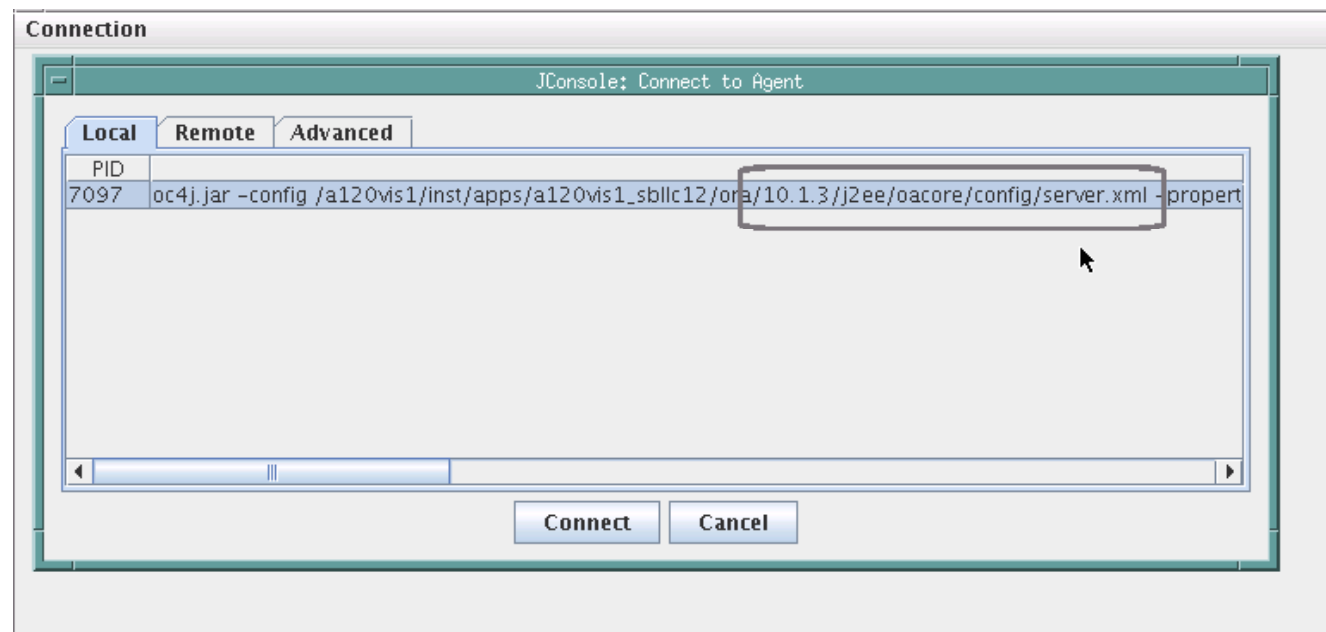 Connection
JConsole: Connect to Agent
Local Remote Advanced
PID
7097 oc4j.jar -config /a120vis1/inst/apps/a120vis1_sbllc12/ora/10.1.3/j2ee/oacore/config/server.xml -propert
Connect Cancel